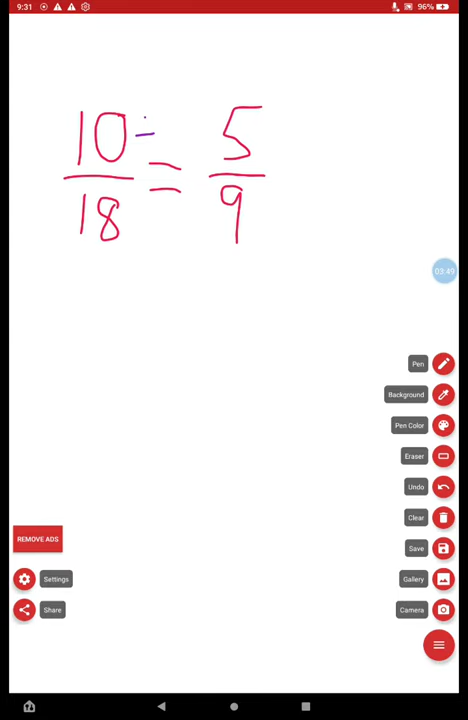 9:31 96%
10 ÷ 5
— = —
18 9
03:49
Pen
Background
Pen Color
Eraser
Undo
Clear
REMOVE ADS
Save
Settings
Gallery
Share
Camera